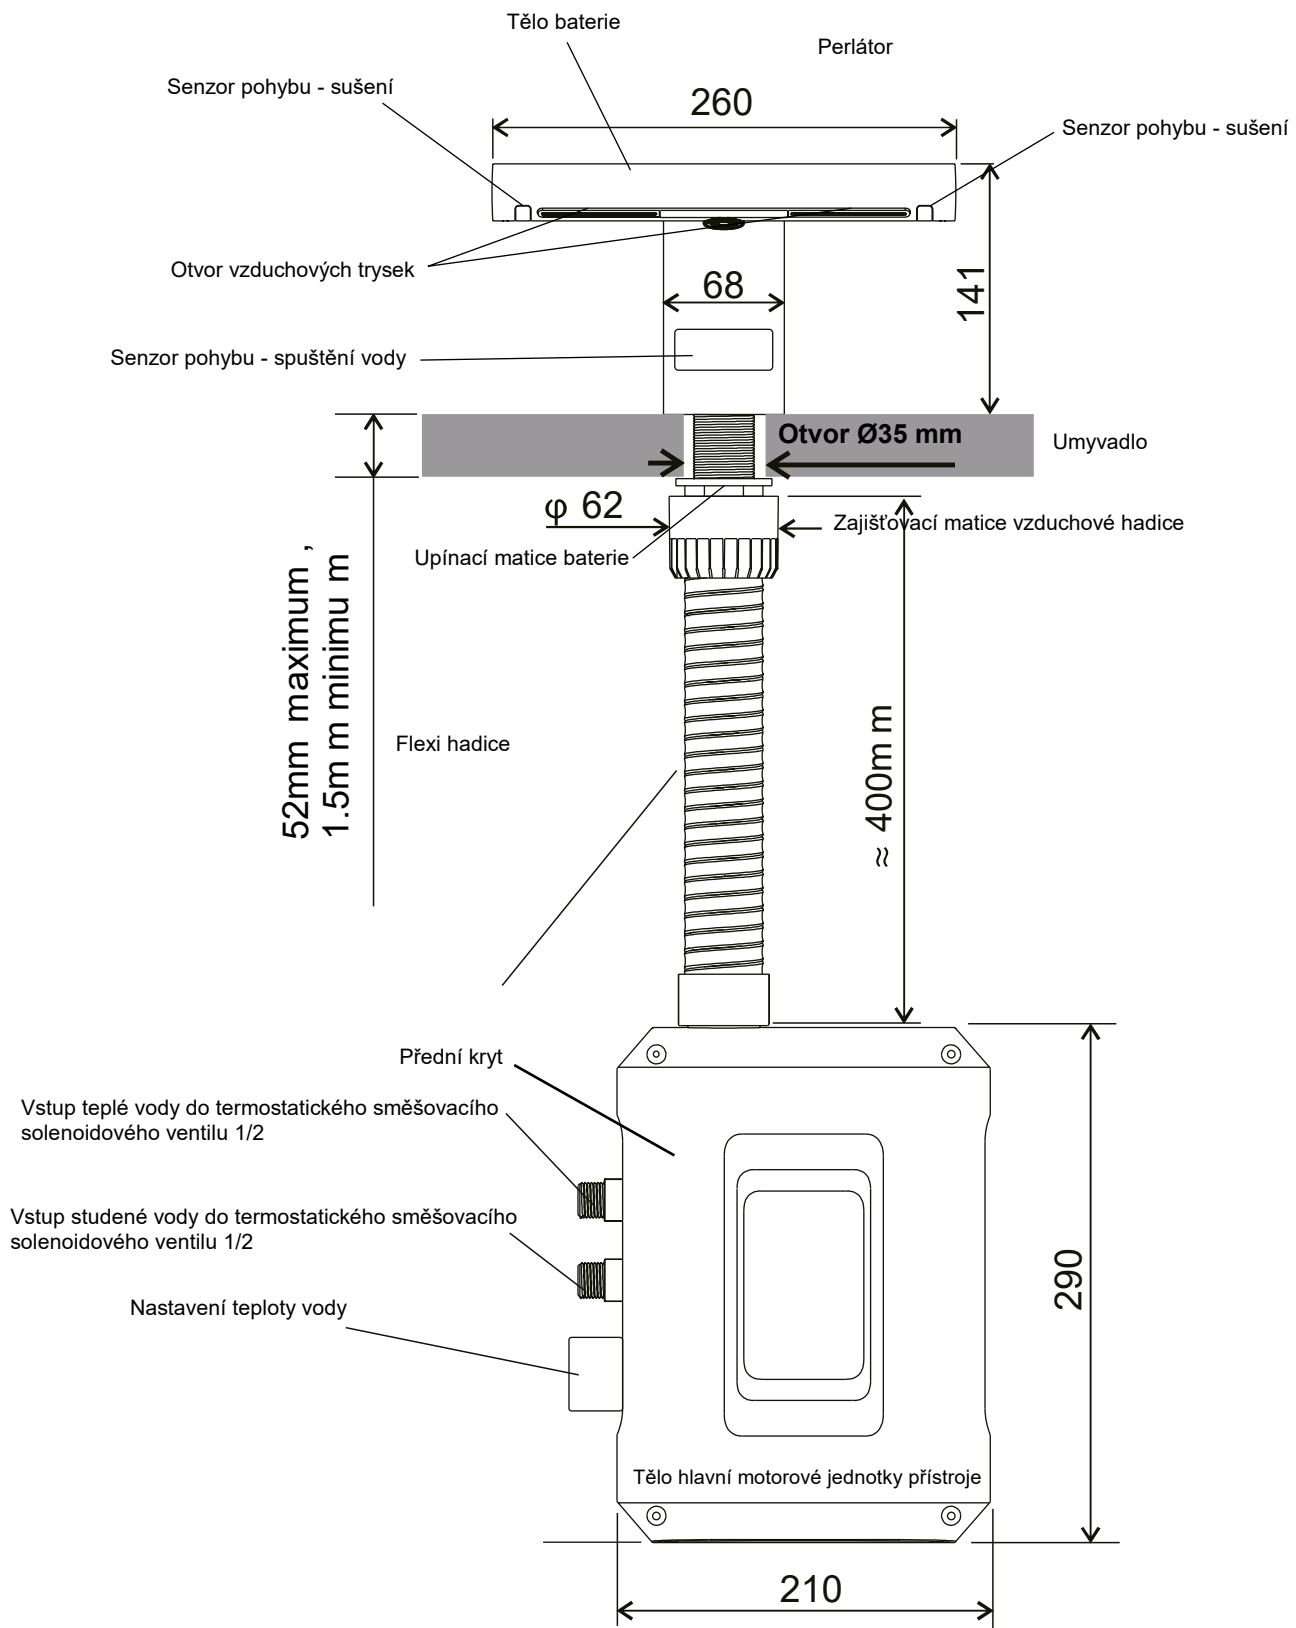 Tělo baterie
Perlátor
Senzor pohybu - sušení
260
Senzor pohybu - sušení
Otvor vzduchových trysek
68
141
Senzor pohybu - spuštění vody
Otvor Ø35 mm
Umyvadlo
φ 62
Zajišťovací matice vzduchové hadice
Upínací matice baterie
52mm maximum ,
1.5m m minimu m
Flexi hadice
≈ 400m m
Přední kryt
Vstup teplé vody do termostatického směšovacího
solenoidového ventilu 1/2
Vstup studené vody do termostatického směšovacího
solenoidového ventilu 1/2
290
Nastavení teploty vody
Tělo hlavní motorové jednotky přístroje
210